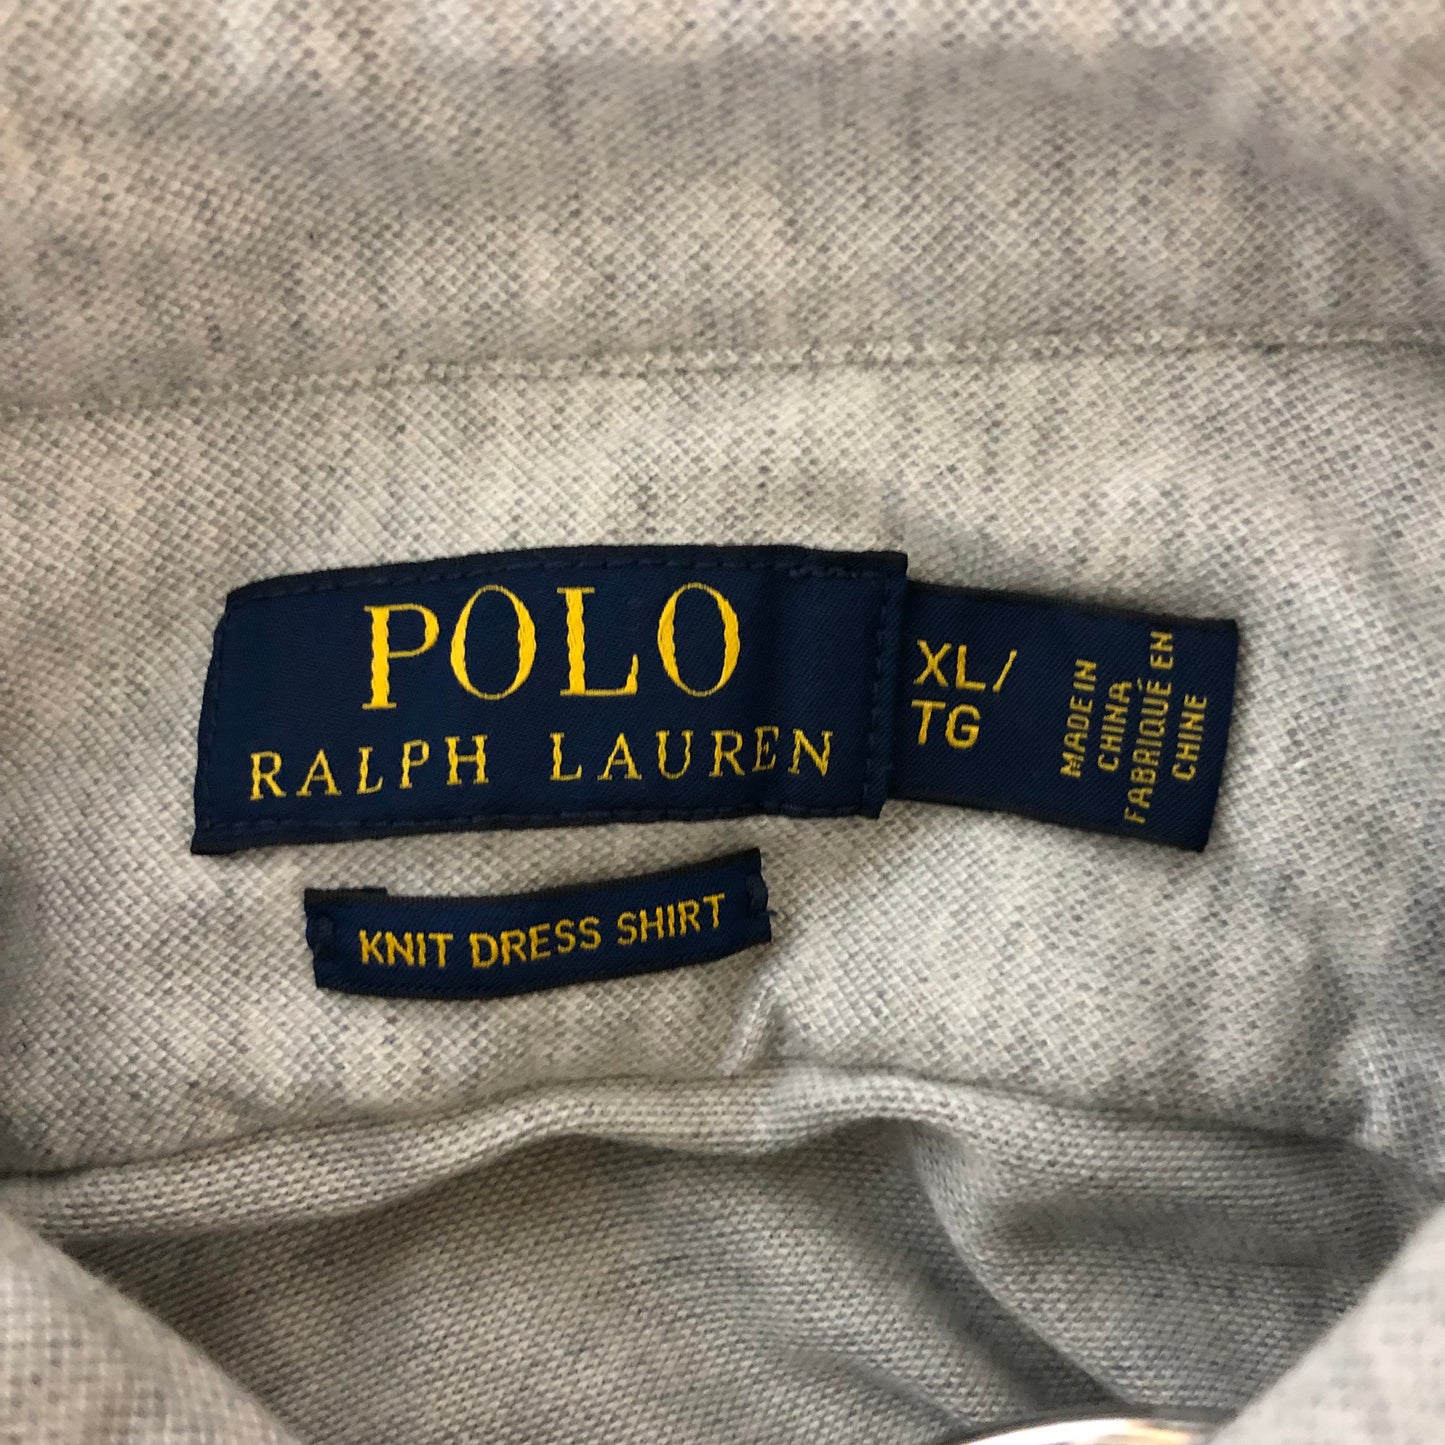 POLO
RALPH LAUREN
XL/
TG
MADE IN
CHINA
FABRIQUÉ EN
CHINE
KNIT DRESS SHIRT